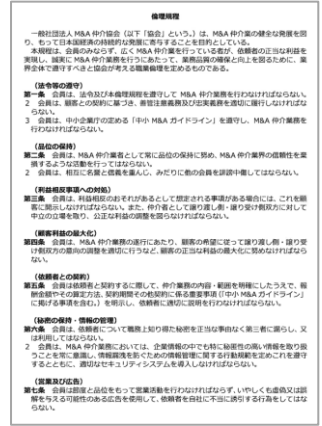 倫理規程
一般社団法人 M&A 仲介協会(以下「協会」という。)は、M&A 仲介業の健全な発展を図
り、もって日本国経済の持続的な発展に寄与することを目的としている。
本規程は、会員のみならず、広く M&A 仲介業を行っている者が、依頼者の正当な利益を
実現し、誠実に M&A 業務を行うにあたって、業務品質の確保と向上を図るために、業
界全体で遵守すべきと協会が考える職業倫理を定めるものである。
(法令等の遵守)
第一条 会員は、法令及び本倫理規程を遵守して M&A 仲介業務を行わなければならない。
2 会員は、顧客との契約に基づき、善管注意義務及び忠実義務を適切に履行しなければな
らない。
3 会員は、中小企業庁の定める「中小 M&A ガイドライン」を遵守し、M&A 仲介業務を
行わなければならない。
(品位の保持)
第二条 会員は、M&A 仲介業者として常に品位の保持に努め、M&A 仲介業界の信頼性を棄
損するような活動を行ってはならない。
2 会員は、相互に名誉と信義を重んじ、みだりに他の会員を誹謗中傷してはならない。
(利益相反事項への対処)
第三条 会員は、利益相反のおそれがあるとして想定される事項がある場合には、これを顧
客に開示しなければならない。また、仲介者として譲り渡し側・譲り受け側双方に対して
中立の立場を取り、公正な利益の調整を図らなければならない。
(顧客利益の最大化)
第四条 会員は、M&A 仲介業務の遂行にあたり、顧客の希望に従って譲り渡し側・譲り受
け側双方の意向の調整を適切に行うなど、顧客の正当な利益の最大化に努めなければなら
ない。
(依頼者との契約)
第五条 会員は依頼者と契約するに際して、仲介業務の内容・範囲を明確にしたうえで、報
酬金額やその算定方法、契約期間その他契約に係る重要事項(「中小 M&A ガイドライン」
に掲げる事項を含む。)を明示し、依頼者に適切に説明を行わなければならない。
(秘密の保持・情報の管理)
第六条 会員は、依頼者について職務上知り得た秘密を正当な事由なく第三者に漏らし、又
は利用してはならない。
2 会員は、M&A 仲介業務においては、企業情報の中でも特に秘匿性の高い情報を取り扱
うことを常に意識し、情報漏洩を防ぐための情報管理に関する行動規範を定めこれを遵守
するとともに、適切なセキュリティシステムを導入しなければならない。
(営業及び広告)
第七条 会員は節度と品位をもって営業活動を行わなければならず、いやしくも虚偽又は誤
解を与える可能性のある広告を使用して、依頼者を自社に不当に誘引する行為をしてはな
らない。